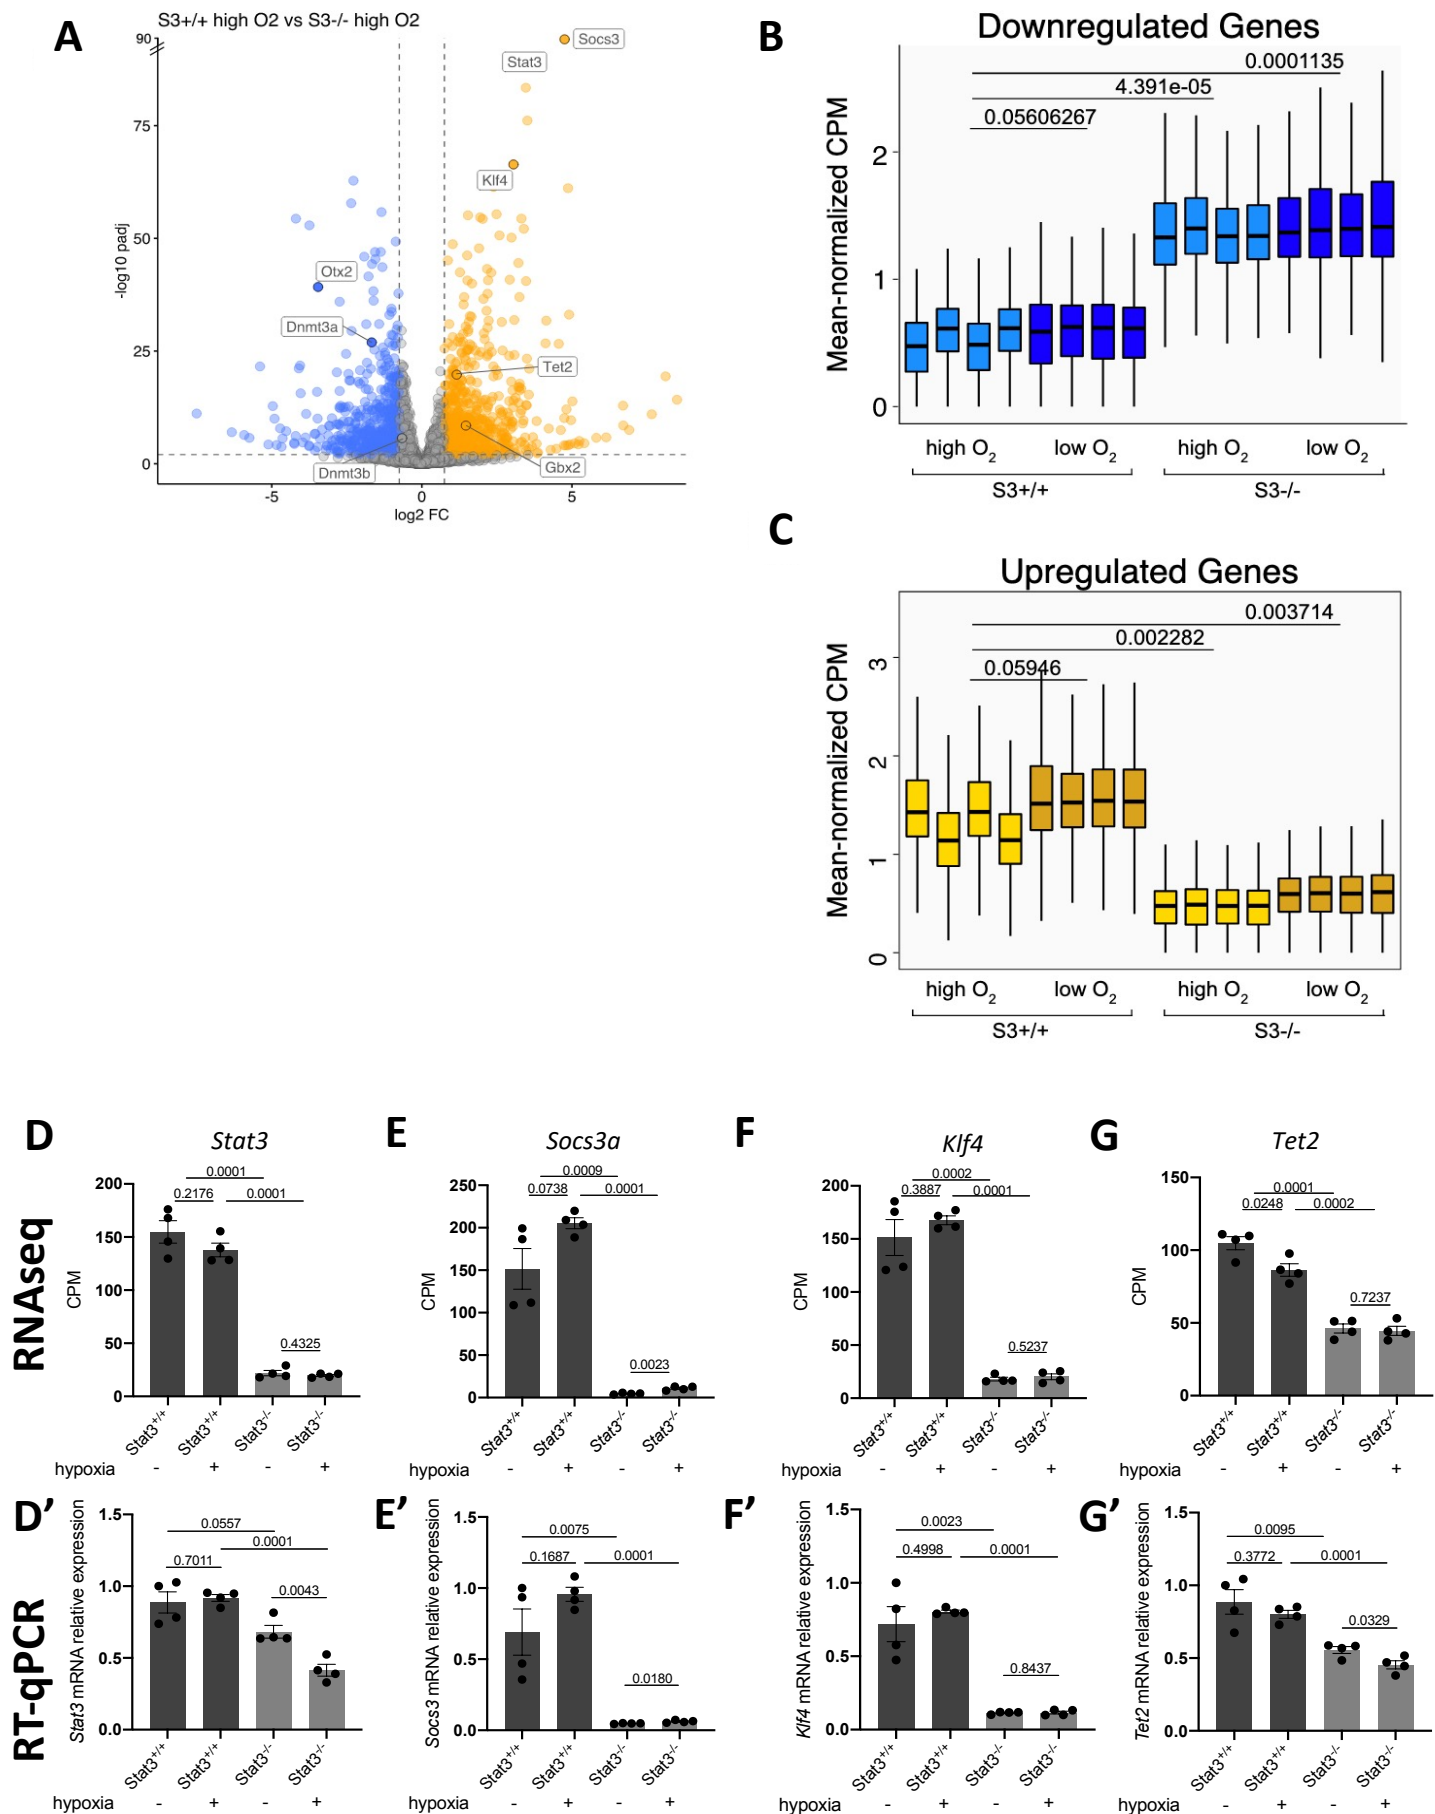 A
S3+/+ high O2 vs S3-/- high O2
90
75
50
25
0
-log10 padj
-5
0
5
log2 FC
Socs3
Stat3
Klf4
Otx2
Dnmt3a
Tet2
Dnmt3b
Gbx2
B
Downregulated Genes
Mean-normalized CPM
2
1
0
0.0001135
4.391e-05
0.05606267
high O2
low O2
high O2
low O2
S3+/+
S3-/-
C
Upregulated Genes
Mean-normalized CPM
3
2
1
0
0.003714
0.002282
0.05946
high O2
low O2
high O2
low O2
S3+/+
S3-/-
RNAseq
D
Stat3
0.0001
0.2176
0.0001
0.4325
200
150
100
50
0
CPM
Stat3+/+
Stat3+/+
Stat3-/-
Stat3-/-
hypoxia - + - +
E
Socs3a
0.0009
0.0738
0.0001
0.0023
250
200
150
100
50
0
CPM
Stat3+/+
Stat3+/+
Stat3-/-
Stat3-/-
hypoxia - + - +
F
Klf4
0.0002
0.3887
0.0001
0.5237
200
150
100
50
0
CPM
Stat3+/+
Stat3+/+
Stat3-/-
Stat3-/-
hypoxia - + - +
G
Tet2
0.0001
0.0248
0.0002
0.7237
150
100
50
0
CPM
Stat3+/+
Stat3+/+
Stat3-/-
Stat3-/-
hypoxia - + - +
RT-qPCR
D'
Stat3 mRNA relative expression
1.5
1.0
0.5
0.0
0.0557
0.0001
0.7011
0.0043
Stat3+/+
Stat3+/+
Stat3-/-
Stat3-/-
hypoxia - + - +
E'
Socs3 mRNA relative expression
1.5
1.0
0.5
0.0
0.0075
0.1687
0.0001
0.0180
Stat3+/+
Stat3+/+
Stat3-/-
Stat3-/-
hypoxia - + - +
F'
Klf4 mRNA relative expression
1.5
1.0
0.5
0.0
0.0023
0.4998
0.0001
0.8437
Stat3+/+
Stat3+/+
Stat3-/-
Stat3-/-
hypoxia - + - +
G'
Tet2 mRNA relative expression
1.5
1.0
0.5
0.0
0.0095
0.3772
0.0001
0.0329
Stat3+/+
Stat3+/+
Stat3-/-
Stat3-/-
hypoxia - + - +